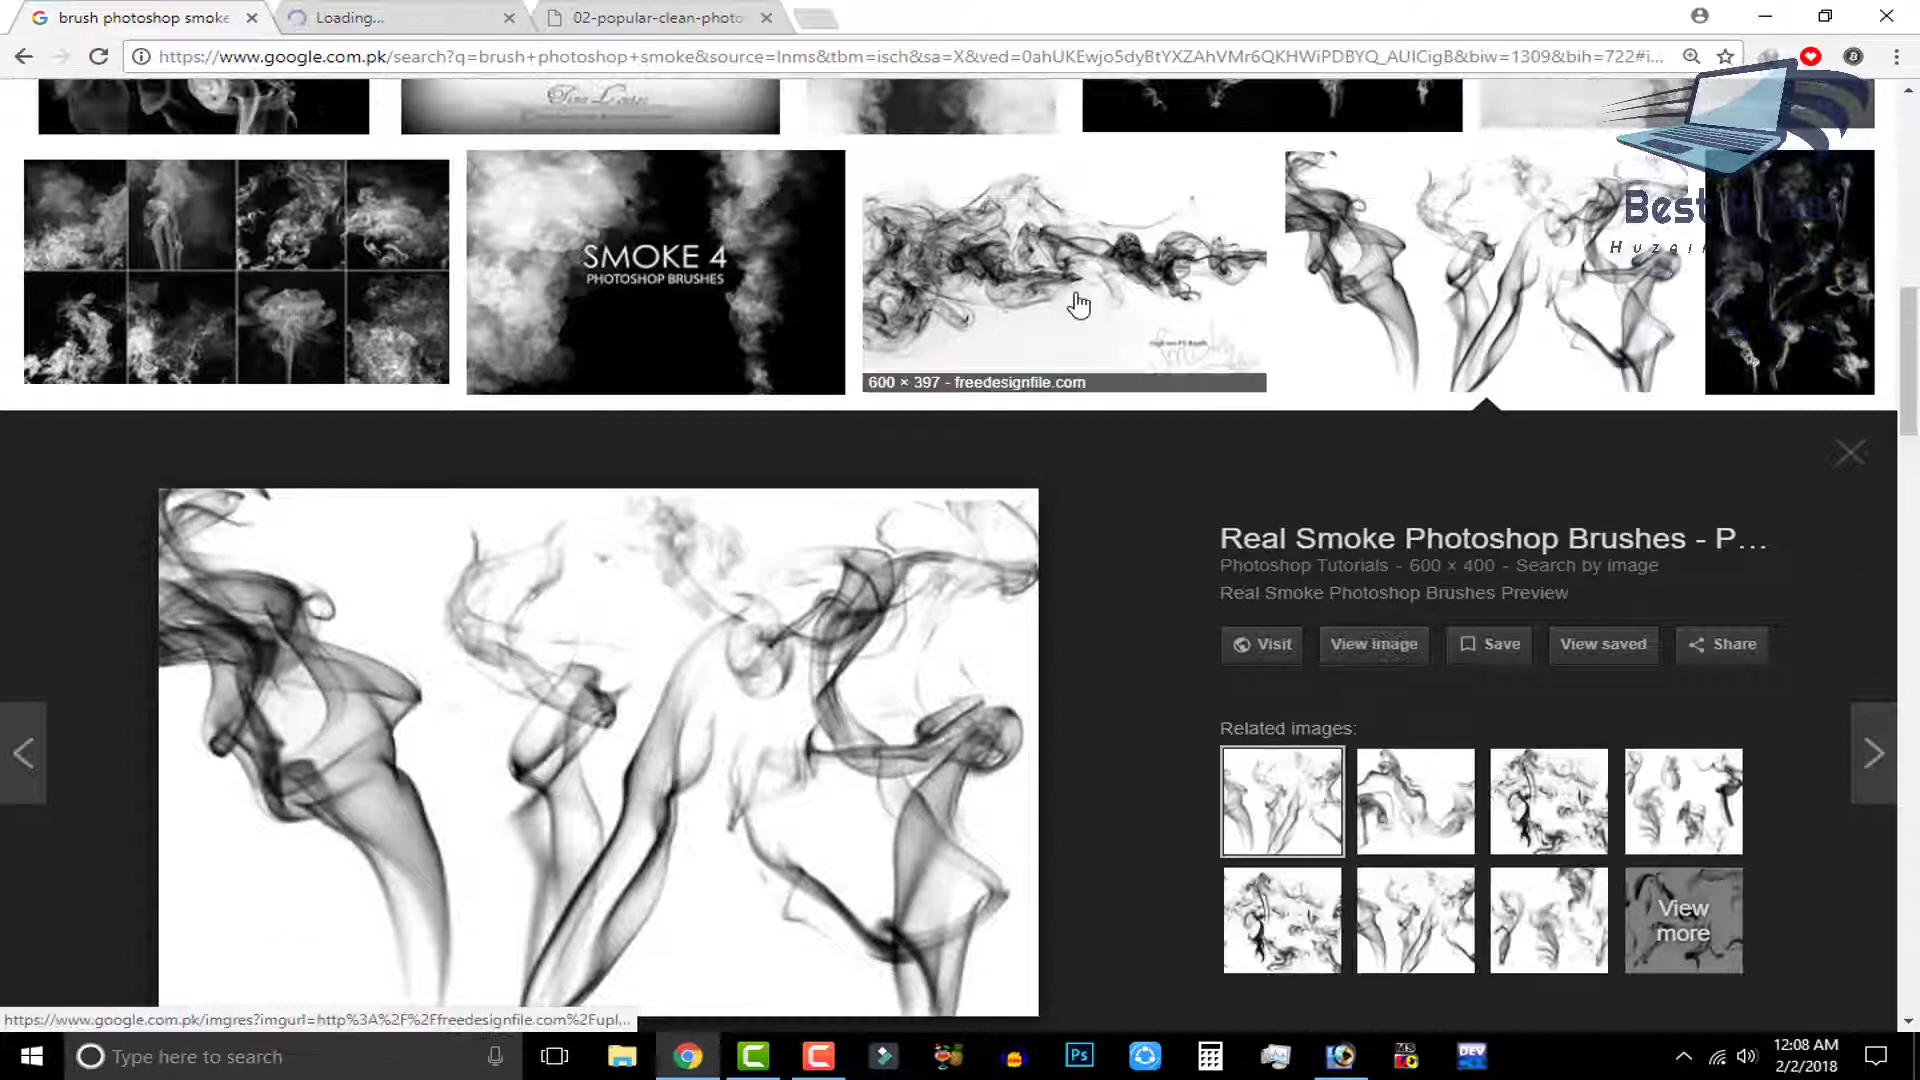 brush photoshop smoke
Loading...
02-popular-clean-photo
https://www.google.com.pk/search?q=brush+photoshop+smoke&source=lnms&tbm=isch&sa=X&ved=0ahUKEwjo5dyBtYXZAhVMr6QKHWiPDBYQ_AUICigB&biw=1309&bih=722#i...
SMOKE 4
PHOTOSHOP BRUSHES
600 × 397 - freedesignfile.com
Best
Huzai
Real Smoke Photoshop Brushes - P...
Photoshop Tutorials - 600 × 400 - Search by image
Real Smoke Photoshop Brushes Preview
Visit
View image
Save
View saved
Share
Related images:
View
more
https://www.google.com.pk/imgres?imgurl=http%3A%2F%2Ffreedesignfile.com%2Fupl...
Type here to search
Ps
MS
DEV
12:08 AM
2/2/2018